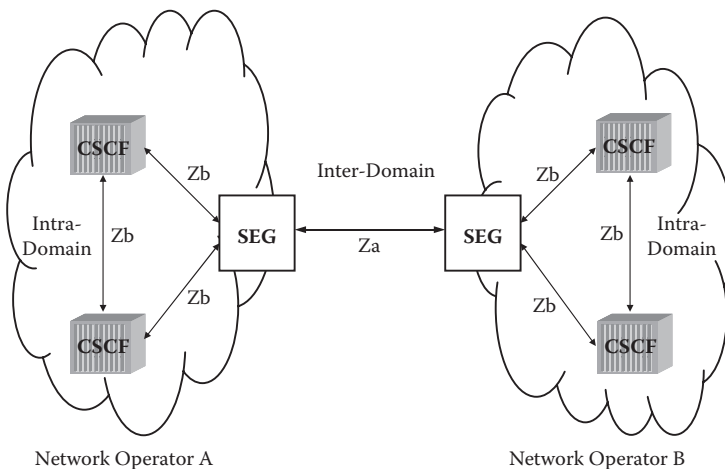 CSCF
CSCF
Zb
Inter-Domain
Zb
Intra-
Domain
Zb
SEG
Za
SEG
Zb
Intra-
Domain
Zb
Zb
CSCF
CSCF
Network Operator A
Network Operator B